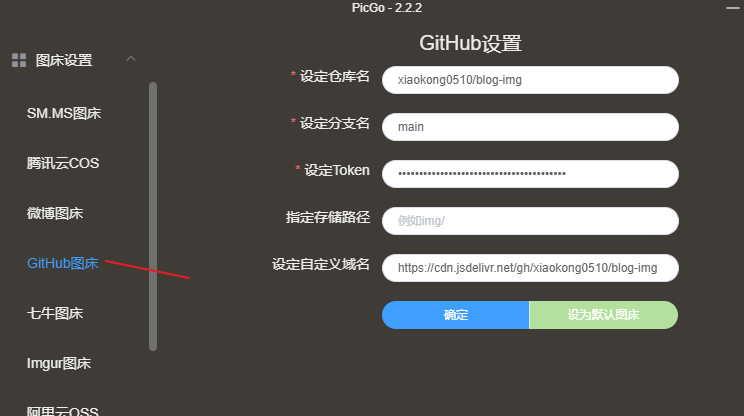 PicGo - 2.2.2
图床设置
SM.MS图床
腾讯云COS
微博图床
GitHub图床
七牛图床
Imgur图床
阿里云OSS
GitHub设置
* 设定仓库名
xiaokong0510/blog-img
* 设定分支名
main
* 设定Token
••••••••••••••••••••••••••••••••••••••••
指定存储路径
例如img/
设定自定义域名
https://cdn.jsdelivr.net/gh/xiaokong0510/blog-img
确定
设为默认图床